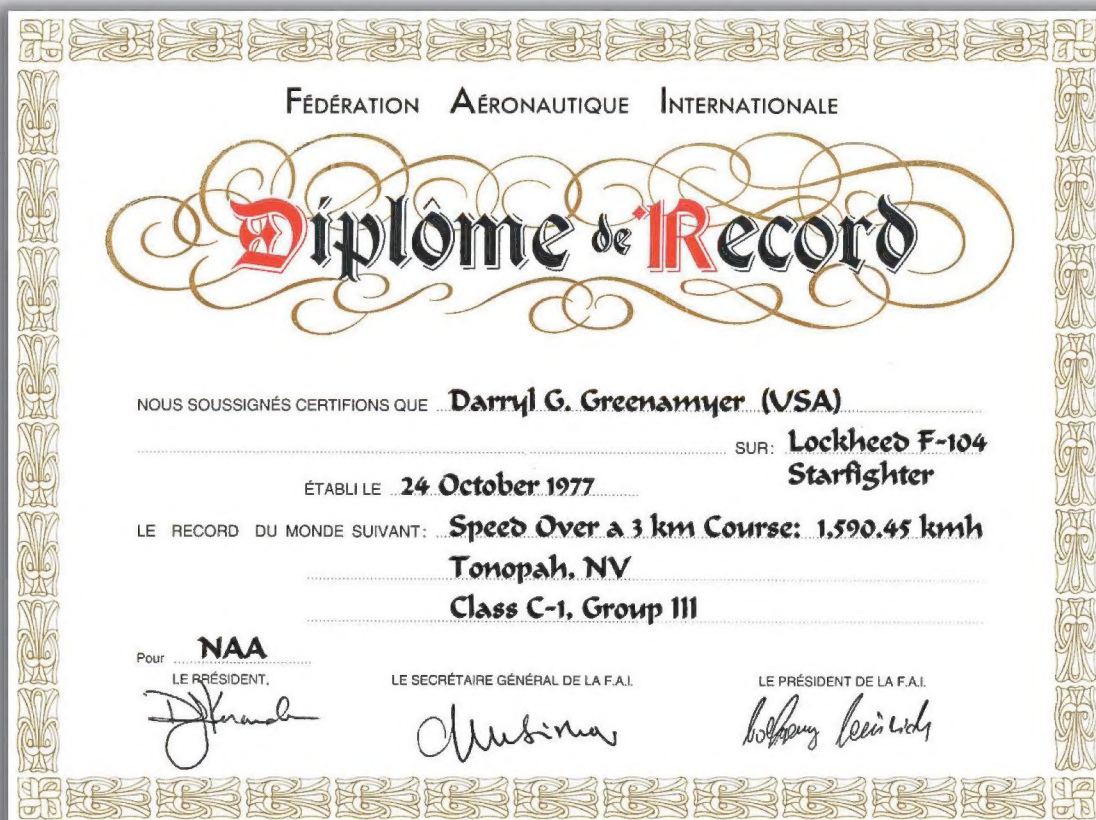 FÉDÉRATION AÉRONAUTIQUE INTERNATIONALE
Diplôme de Record
NOUS SOUSSIGNÉS CERTIFIONS QUE Darryl G. Greenamyer (USA)
SUR: Lockheed F-104
Starfighter
ÉTABLI LE 24 October 1977
LE RECORD DU MONDE SUIVANT: Speed Over a 3 km Course: 1,590.45 kmh
Tonopah, NV
Class C-1, Group III
Pour NAA
LE PRÉSIDENT, LE SECRÉTAIRE GÉNÉRAL DE LA F.A.I. LE PRÉSIDENT DE LA F.A.I.